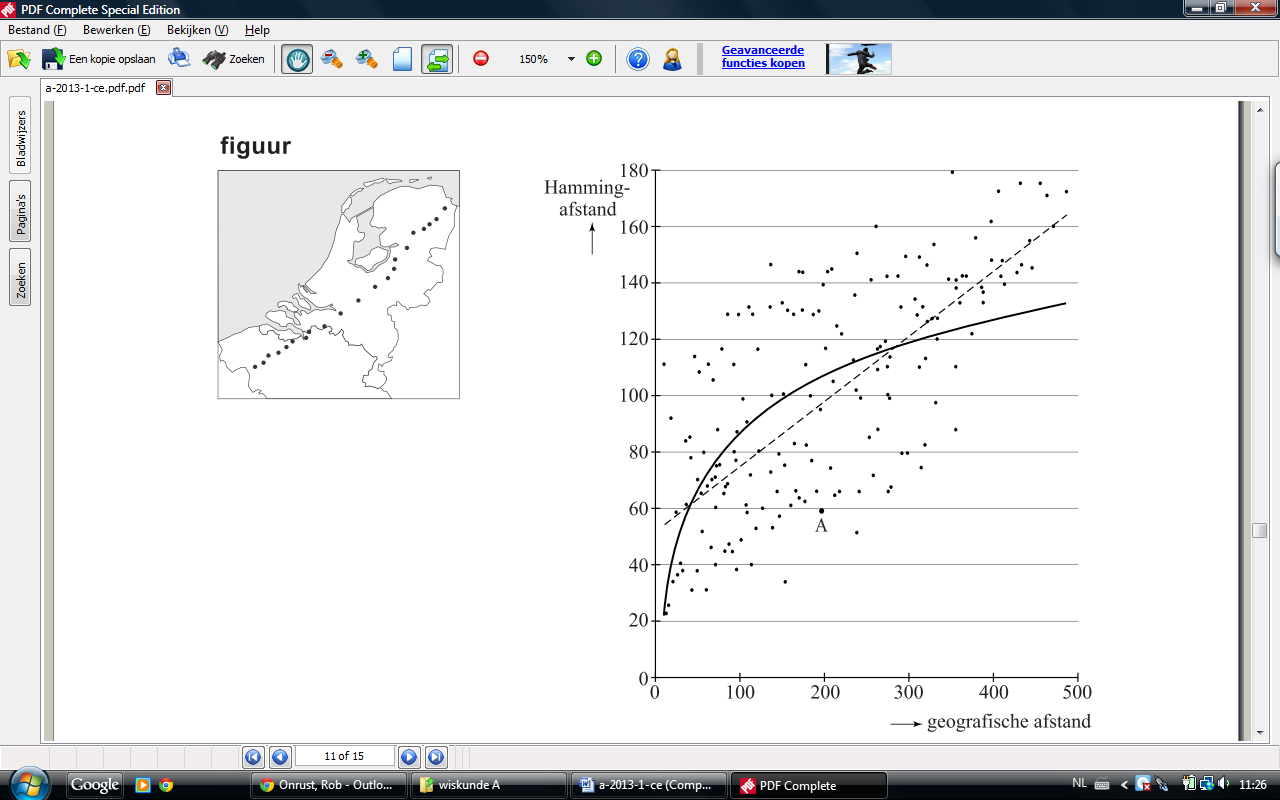 PDF Complete Special Edition
Bestand (F) Bewerken (E) Bekijken (V) Help
Een kopie opslaan Zoeken 150% Geavanceerde
functies kopen
a-2013-1-ce.pdf.pdf
Bladwijzers
Pagina's
Zoeken
figuur
Hamming-
afstand
180
160
140
120
100
80
60
40
20
0
A
0 100 200 300 400 500
geografische afstand
11 of 15
Google Onrust, Rob - Outlo... wiskunde A a-2013-1-ce (Comp... PDF Complete NL 11:26